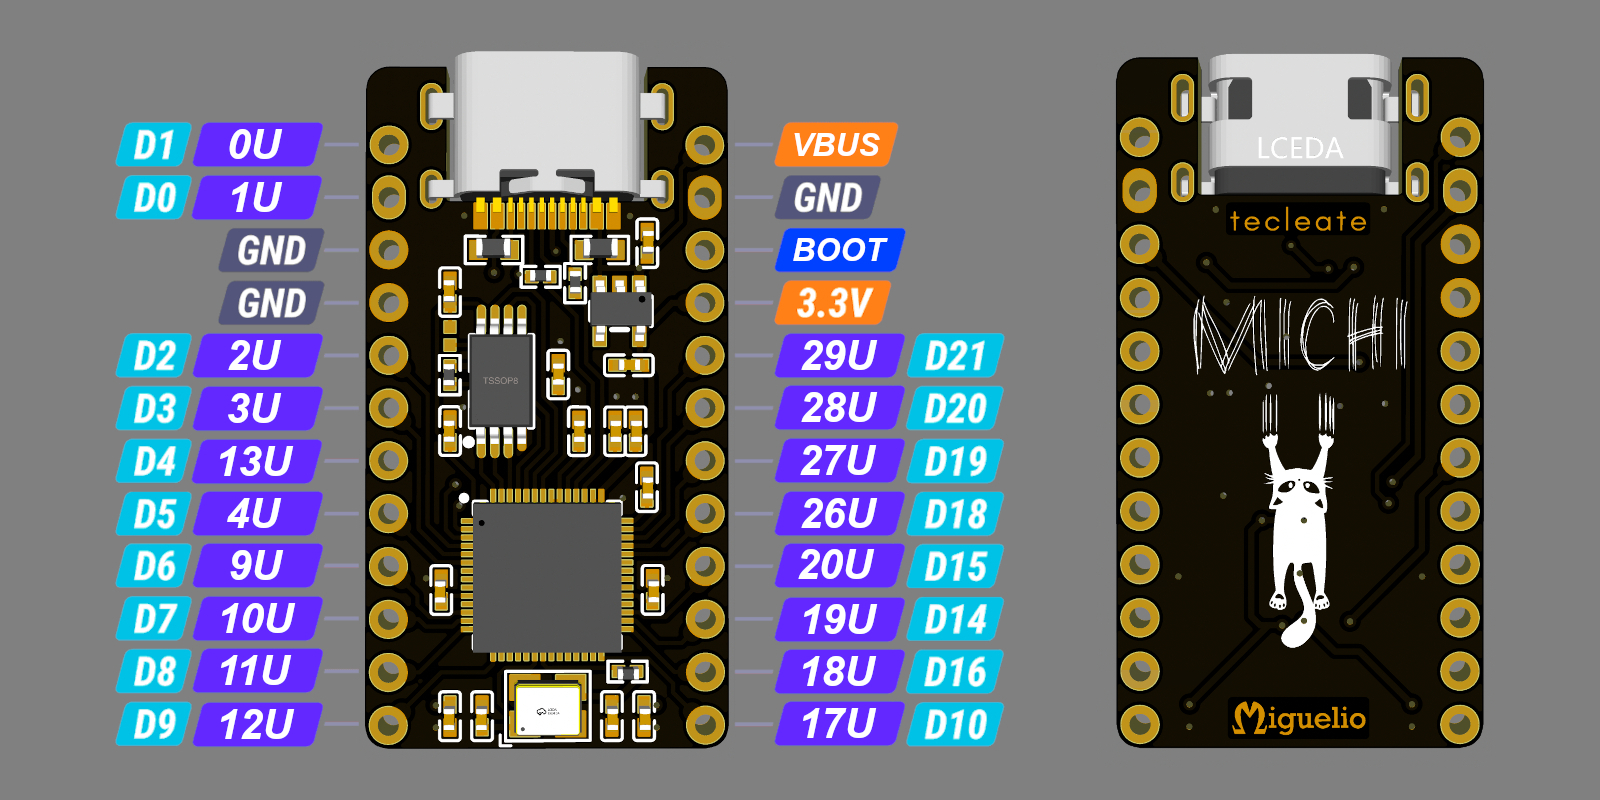 D1 0U VBUS
D0 1U GND
GND BOOT
GND 3.3V
D2 2U 29U D21
D3 3U 28U D20
D4 13U 27U D19
D5 4U 26U D18
D6 9U 20U D15
D7 10U 19U D14
D8 11U 18U D16
D9 12U 17U D10
TSSOP8
LCEDA
tecleate
MICHI
Miguelio